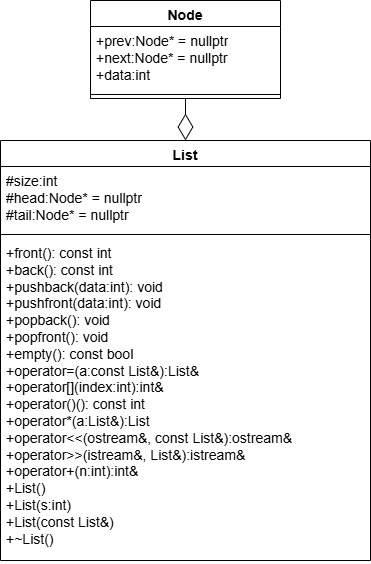 Node
+prev:Node* = nullptr
+next:Node* = nullptr
+data:int
List
#size:int
#head:Node* = nullptr
#tail:Node* = nullptr
+front(): const int
+back(): const int
+pushback(data:int): void
+pushfront(data:int): void
+popback(): void
+popfront(): void
+empty(): const bool
+operator=(a:const List&):List&
+operator[](index:int):int&
+operator()(): const int
+operator*(a:List&):List
+operator<<(ostream&, const List&):ostream&
+operator>>(istream&, List&):istream&
+operator+(n:int):int&
+List()
+List(s:int)
+List(const List&)
+~List()